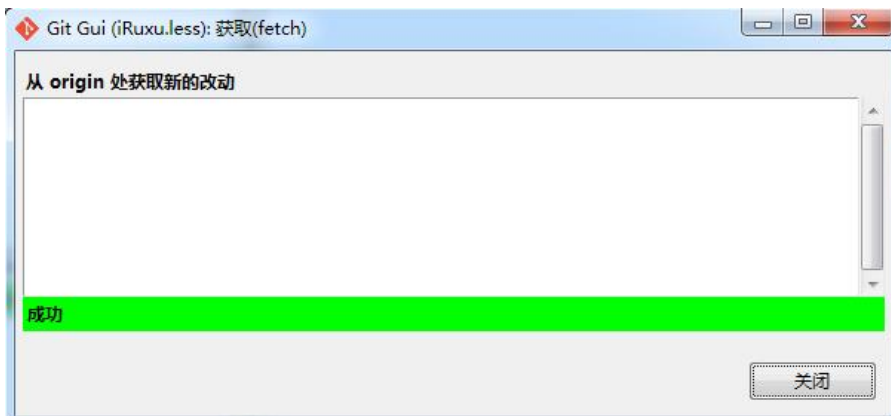 Git Gui (iRuxu.less): 获取(fetch)
从 origin 处获取新的改动
成功
关闭